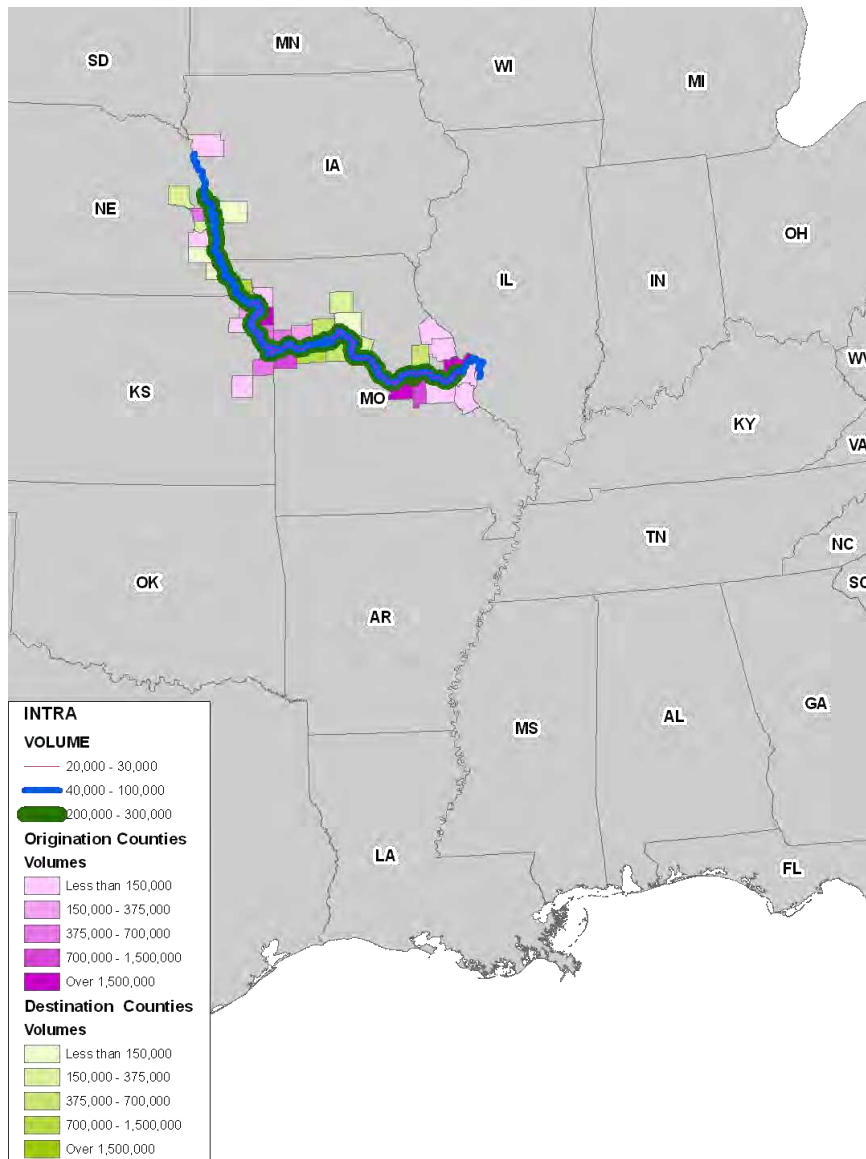 MN
SD
WI
MI
IA
NE
OH
IL
IN
WV
KS
MO
KY
VA
TN
NC
OK
SC
AR
GA
MS
AL
LA
FL
INTRA
VOLUME
20,000 - 30,000
40,000 - 100,000
200,000 - 300,000
Origination Counties
Volumes
Less than 150,000
150,000 - 375,000
375,000 - 700,000
700,000 - 1,500,000
Over 1,500,000
Destination Counties
Volumes
Less than 150,000
150,000 - 375,000
375,000 - 700,000
700,000 - 1,500,000
Over 1,500,000